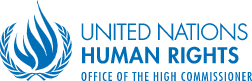 UNITED NATIONS
HUMAN RIGHTS
OFFICE OF THE HIGH COMMISSIONER